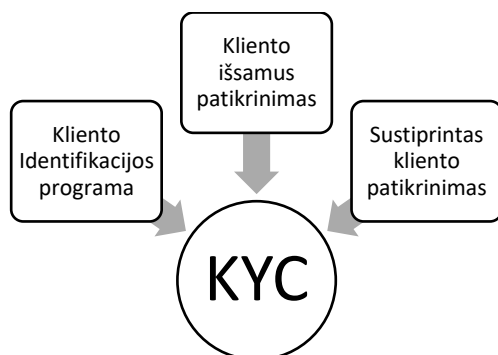 Kliento
išsamus
patikrinimas
Kliento
Identifikacijos
programa
Sustiprintas
kliento
patikrinimas
KYC